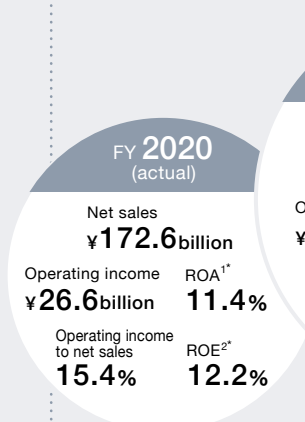 FY 2020
(actual)
Net sales
¥172.6billion
Operating income
¥26.6billion
ROA1*
11.4%
Operating income
to net sales
15.4%
ROE2*
12.2%
O
¥